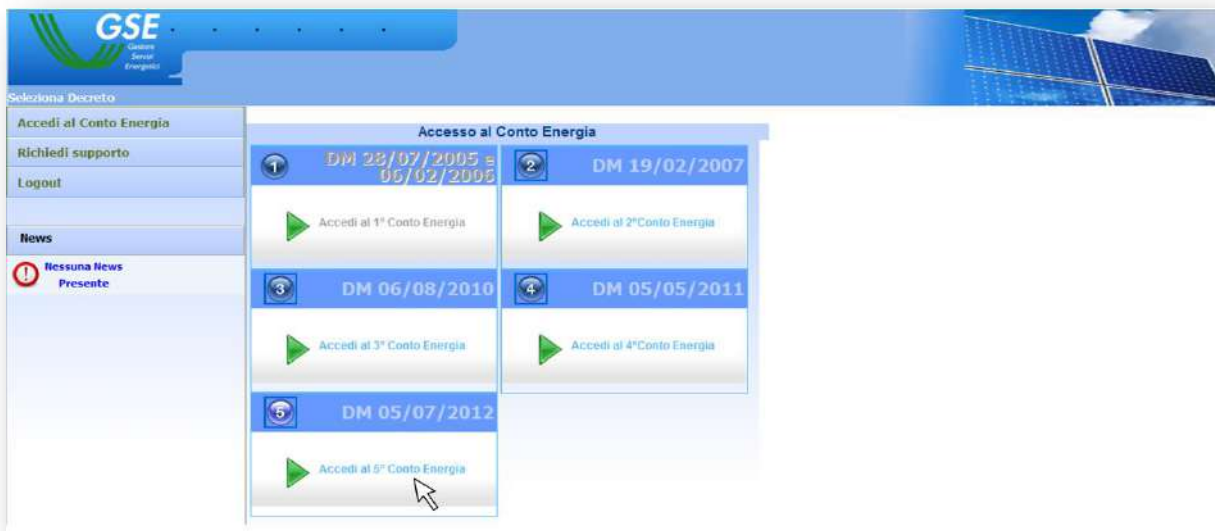 GSE
Gestore
Servizi
Energetici
Seleziona Decreto
Accedi al Conto Energia
Richiedi supporto
Logout
News
Nessuna News
Presente
Accesso al Conto Energia
1
DM 28/07/2005 e
06/02/2006
Accedi al 1° Conto Energia
2
DM 19/02/2007
Accedi al 2°Conto Energia
3
DM 06/08/2010
Accedi al 3° Conto Energia
4
DM 05/05/2011
Accedi al 4°Conto Energia
5
DM 05/07/2012
Accedi al 5° Conto Energia